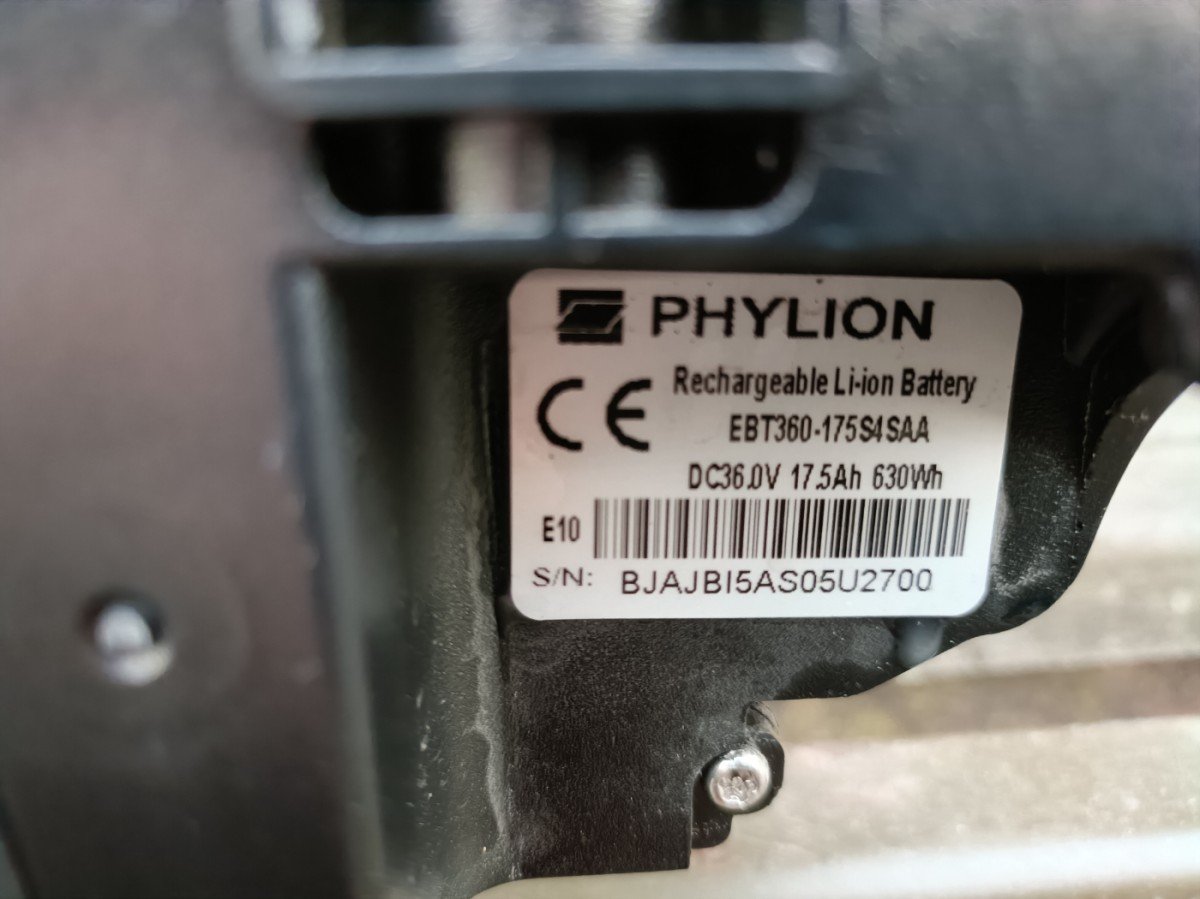 PHYLION
CE
Rechargeable Li-ion Battery
EBT360-175S4SAA
DC36.0V 17.5Ah 630Wh
E10
S/N: BJAJBI5AS05U2700